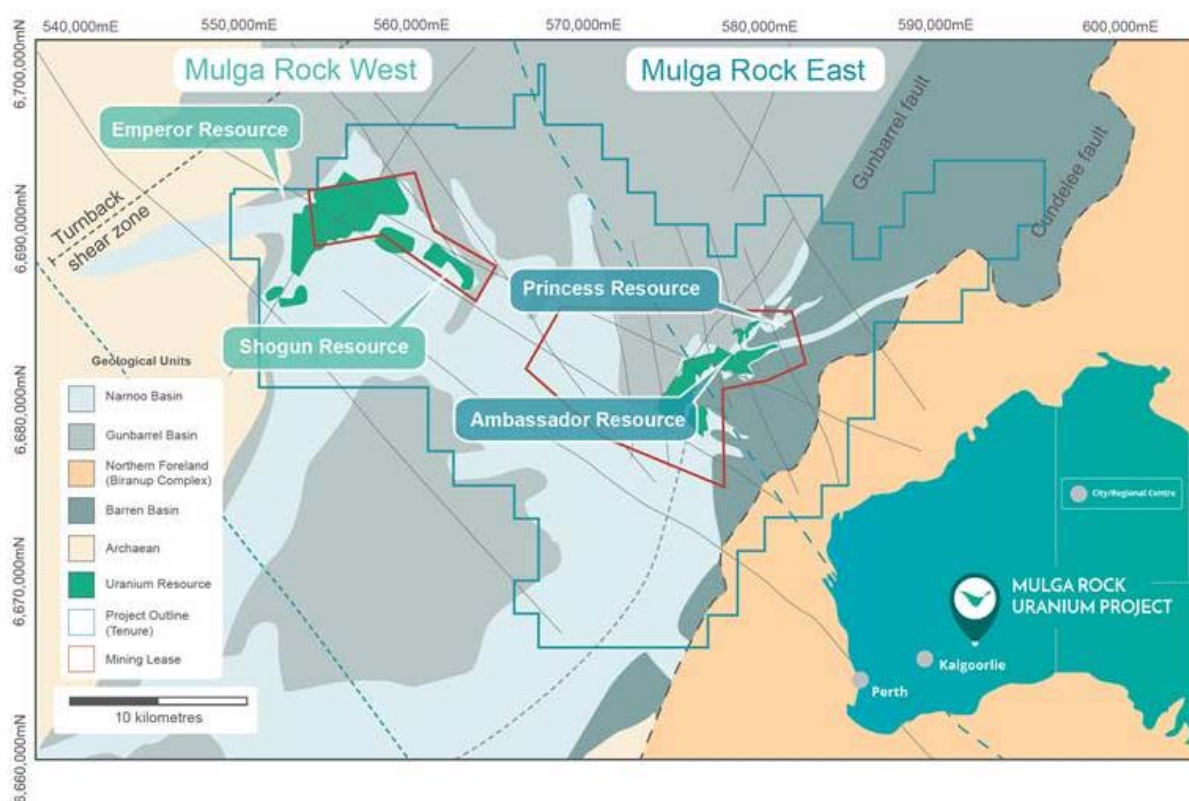 540,000mE
550,000mE
560,000mE
570,000mE
580,000mE
590,000mE
600,000mE
6,700,000mN
6,690,000mN
6,680,000mN
6,670,000mN
6,660,000mN
Mulga Rock West
Mulga Rock East
Emperor Resource
Turnback
shear zone
Gunbarrel fault
Cundelee fault
Princess Resource
Shogun Resource
Ambassador Resource
Geological Units
Narnoo Basin
Gunbarrel Basin
Northern Foreland
(Biranup Complex)
Barren Basin
Archaean
Uranium Resource
Project Outline
(Tenure)
Mining Lease
10 kilometres
City/Regional Centre
MULGA ROCK
URANIUM PROJECT
Kalgoorlie
Perth